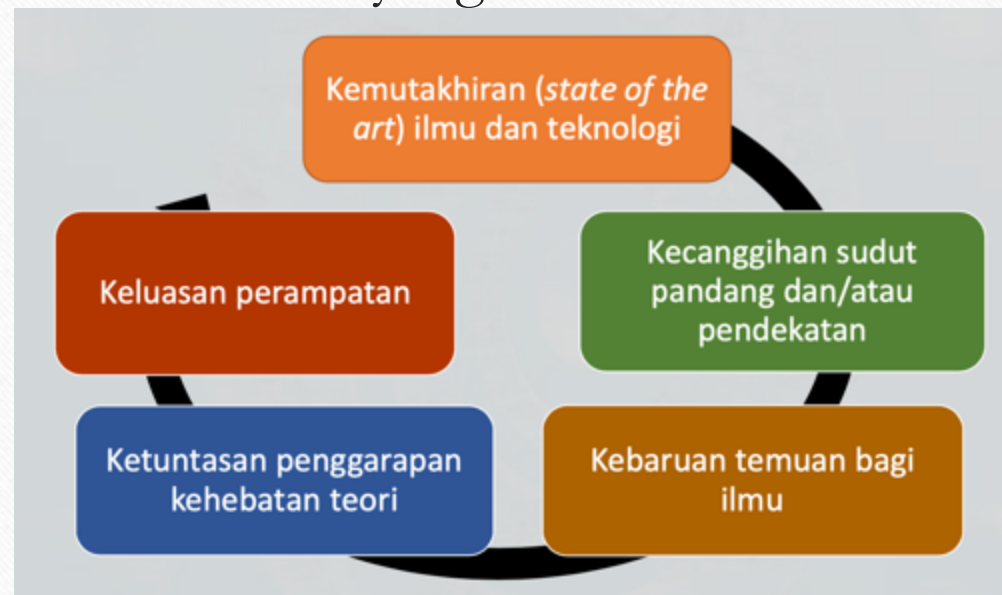 Kemutakhiran (state of the
art) ilmu dan teknologi
Kecanggihan sudut
pandang dan/atau
pendekatan
Kebaruan temuan bagi
ilmu
Ketuntasan penggarapan
kehebatan teori
Keluasan perampatan